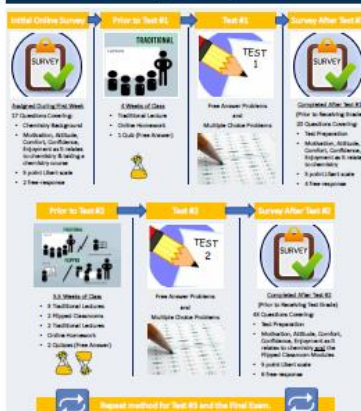 Initial Online Survey
Prior to Test #1
Test #1
Survey After Test #1
SURVEY
TRADITIONAL
TEST
1
SURVEY
Assigned During First Week
17 Questions Covering:
• Chemistry Background
• Motivation, Attitude,
Comfort, Confidence,
Enjoyment as it relates
to chemistry & taking a
chemistry course
• 5 point Likert scale
• 2 free-response
4 Weeks of Class
• Traditional Lecture
• Online Homework
• 1 Quiz (Free Answer)
Free Answer Problems
and
Multiple Choice Problems
Completed After Test #1
(Prior to Receiving Grade)
20 Questions Covering:
• Test Preparation
• Motivation, Attitude,
Comfort, Confidence,
Enjoyment as it relates
to chemistry
• 5 point Likert scale
• 4 free-response
Prior to Test #2
Test #2
Survey After Test #2
TRADITIONAL
FLIPPED
TEST
2
SURVEY
3.5 Weeks of Class
• 3 Traditional Lectures
• 2 Flipped Classrooms
• 2 Traditional Lectures
• Online Homework
• 2 Quizzes (Free Answer)
Free Answer Problems
and
Multiple Choice Problems
Completed After Test #2
(Prior to Receiving Test Grade)
Questions Covering:
• Test Preparation
• Motivation, Attitude, Comfort,
Confidence, Enjoyment as it
relates to chemistry and the
Flipped Classroom Modules
• 5 point Likert scale
• free-response
Repeat method for Test #3 and the Final Exam.